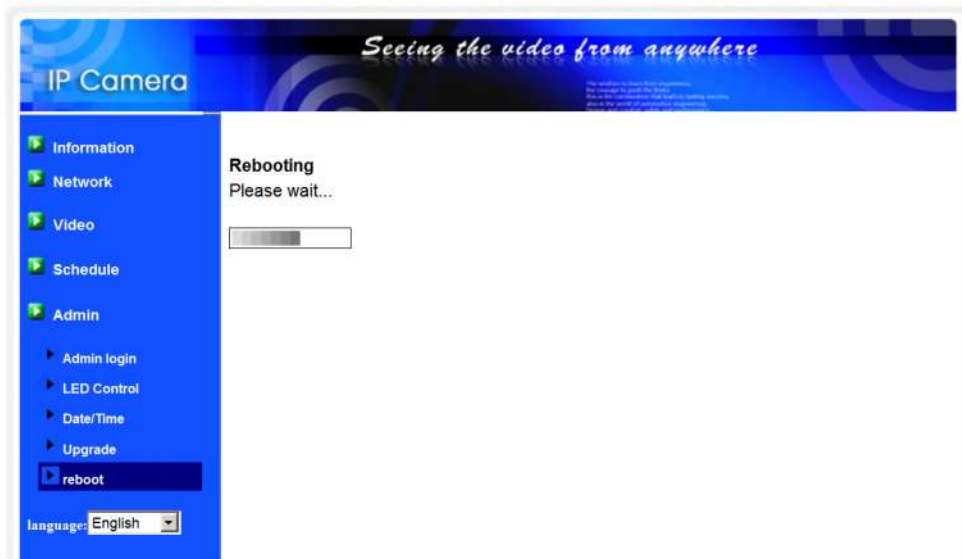 Seeing the video from anywhere
IP Camera
Information
Network
Video
Schedule
Admin
Admin login
LED Control
Date/Time
Upgrade
reboot
language: English
Rebooting
Please wait...